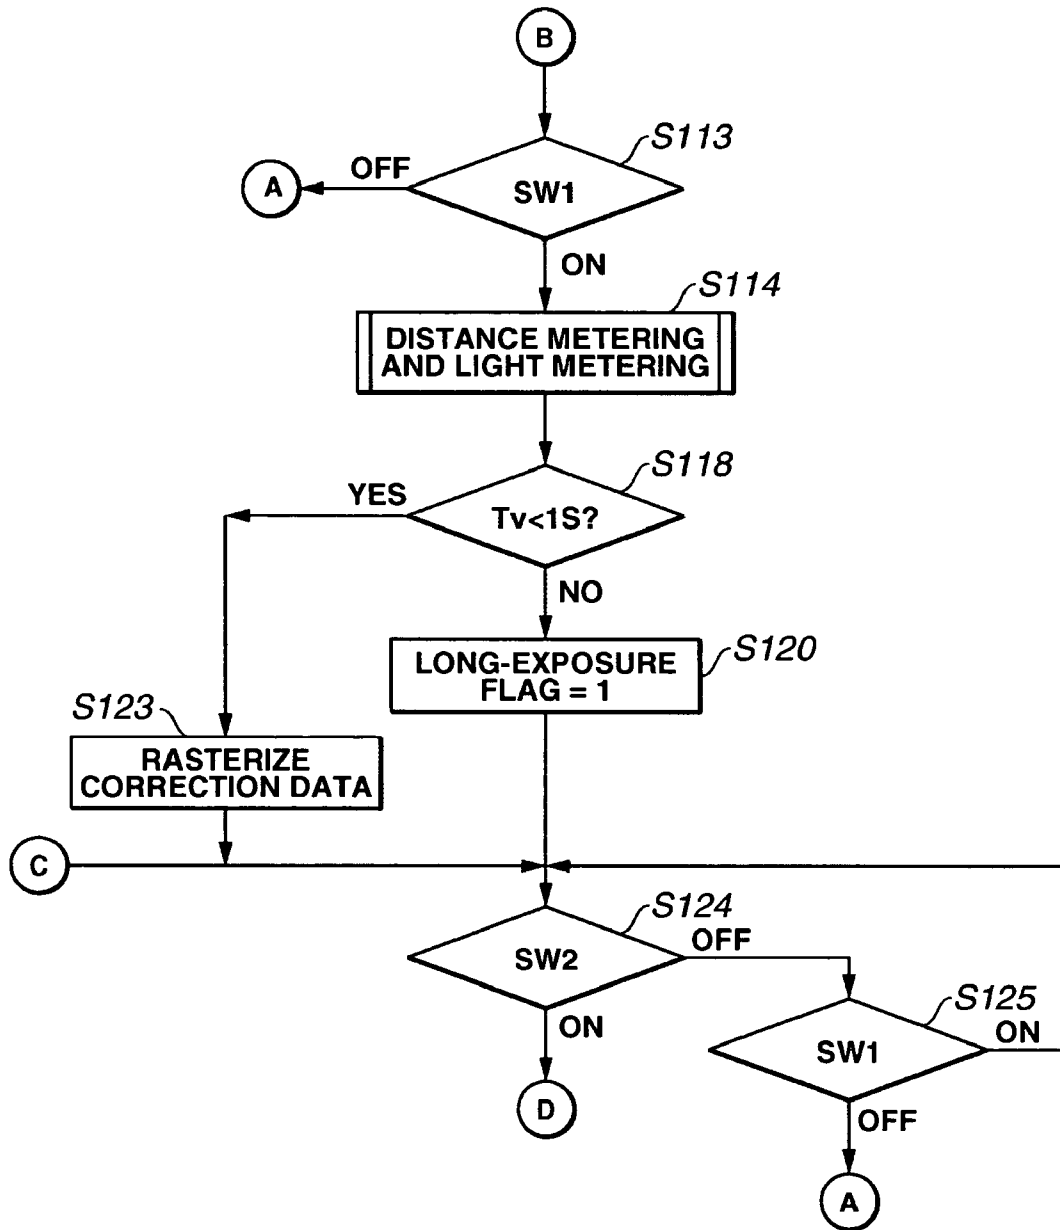 B
S113
OFF
A
SW1
ON
S114
DISTANCE METERING
AND LIGHT METERING
S118
YES
Tv<1S?
NO
S120
LONG-EXPOSURE
FLAG = 1
S123
RASTERIZE
CORRECTION DATA
C
S124
OFF
SW2
S125
ON
ON
SW1
D
OFF
A